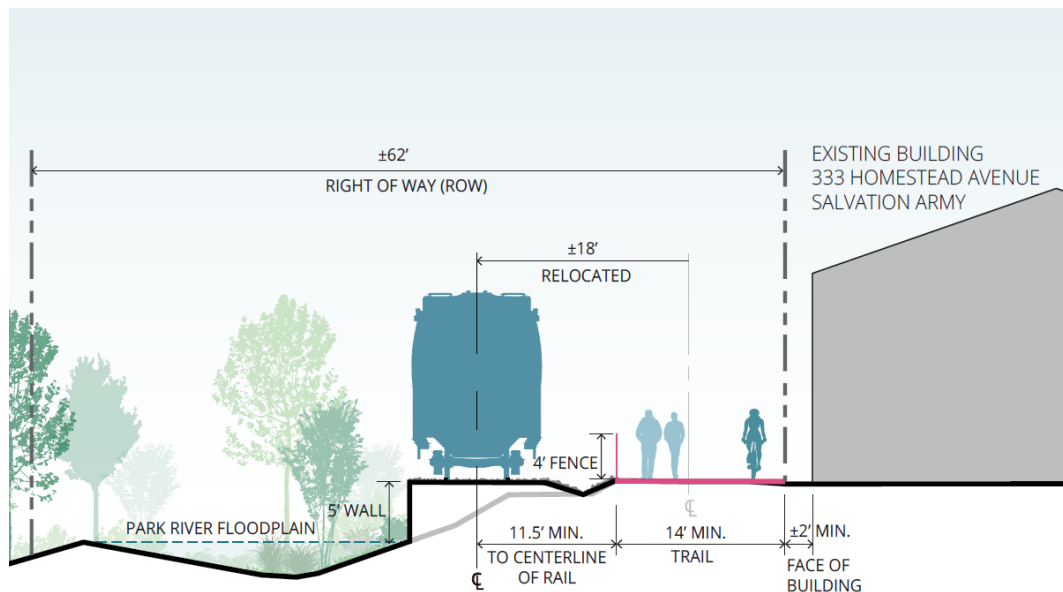 ±62’
RIGHT OF WAY (ROW)
EXISTING BUILDING
333 HOMESTEAD AVENUE
SALVATION ARMY
±18’
RELOCATED
4’ FENCE
5’ WALL
PARK RIVER FLOODPLAIN
℄
11.5’ MIN.
TO CENTERLINE
OF RAIL
14’ MIN.
TRAIL
±2’ MIN.
FACE OF
BUILDING
℄